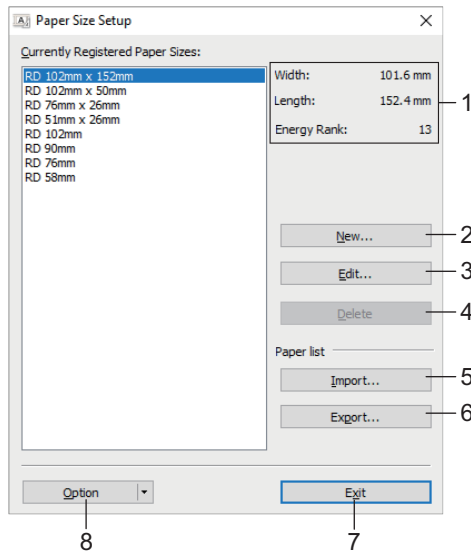 Paper Size Setup
Currently Registered Paper Sizes:
RD 102mm x 152mm
RD 102mm x 50mm
RD 76mm x 26mm
RD 51mm x 26mm
RD 102mm
RD 90mm
RD 76mm
RD 58mm
Width: 101.6 mm
Length: 152.4 mm
Energy Rank: 13
1
New... 2
Edit... 3
Delete 4
Paper list
Import... 5
Export... 6
Option Exit
8 7